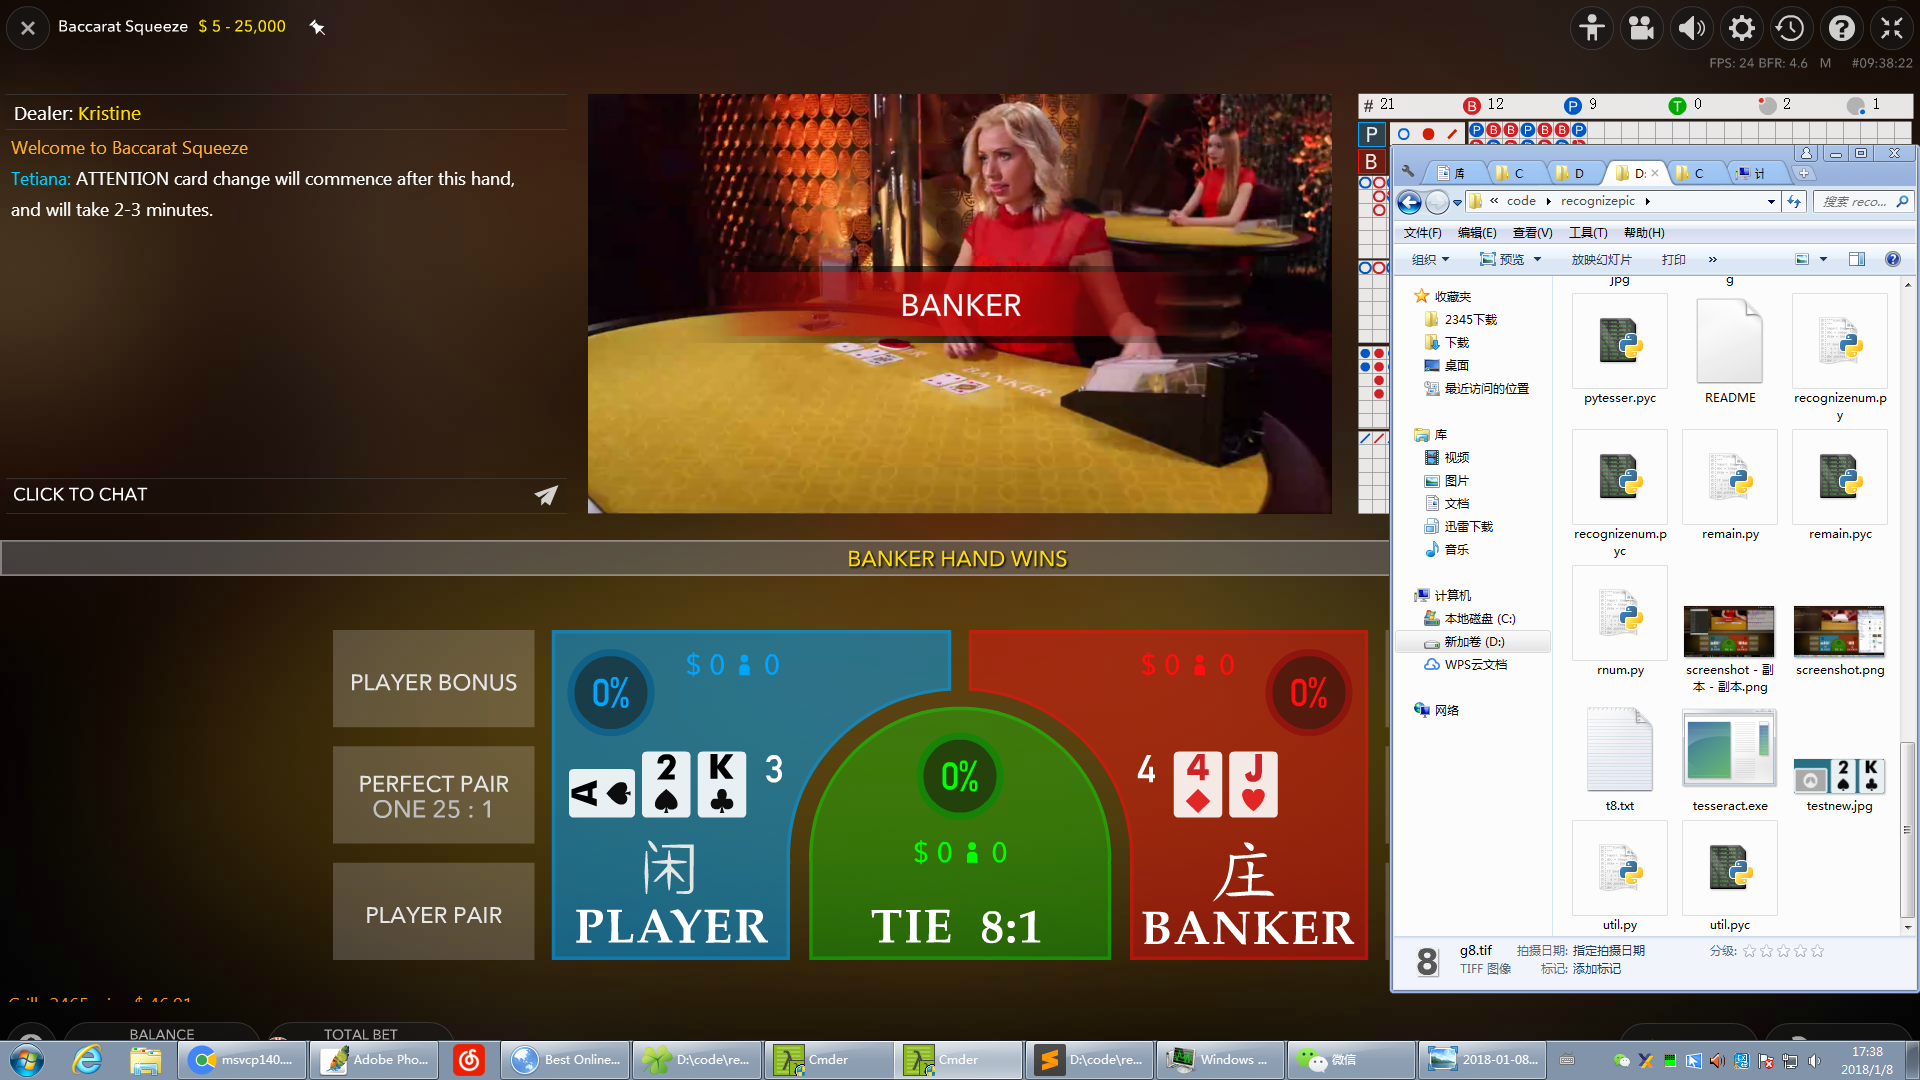 Baccarat Squeeze $ 5 - 25,000
FPS: 24 BFR: 4.6 M #09:38:22
Dealer: Kristine
Welcome to Baccarat Squeeze
Tetiana: ATTENTION card change will commence after this hand,
and will take 2-3 minutes.
CLICK TO CHAT
BANKER
BANKER
# 21 B 12 P 9 T 0 2 1
P
B
P B B P B B P
库 C D D: C 计
« code recognizepic
搜索 reco...
文件(F) 编辑(E) 查看(V) 工具(T) 帮助(H)
组织 预览 放映幻灯片 打印 »
收藏夹
2345下载
下载
桌面
最近访问的位置
库
视频
图片
文档
迅雷下载
音乐
计算机
本地磁盘 (C:)
新加卷 (D:)
WPS云文档
网络
jpg
g
pytesser.pyc
README
recognizenum.p
y
recognizenum.p
yc
remain.py
remain.pyc
rnum.py
screenshot - 副
本 - 副本.png
screenshot.png
t8.txt
tesseract.exe
2 K
testnew.jpg
util.py
util.pyc
8
g8.tif 拍摄日期: 指定拍摄日期 分级:
TIFF 图像 标记: 添加标记
BANKER HAND WINS
PLAYER BONUS
PERFECT PAIR
ONE 25 : 1
PLAYER PAIR
0% $ 0 0
A 2 K 3
闲
PLAYER
0%
$ 0 0
TIE 8:1
$ 0 0 0%
4 4 J
庄
BANKER
BALANCE
TOTAL BET
msvcp140....
Adobe Pho...
Best Online...
D:\code\re...
Cmder
Cmder
D:\code\re...
Windows ...
微信
2018-01-08...
17:38
2018/1/8